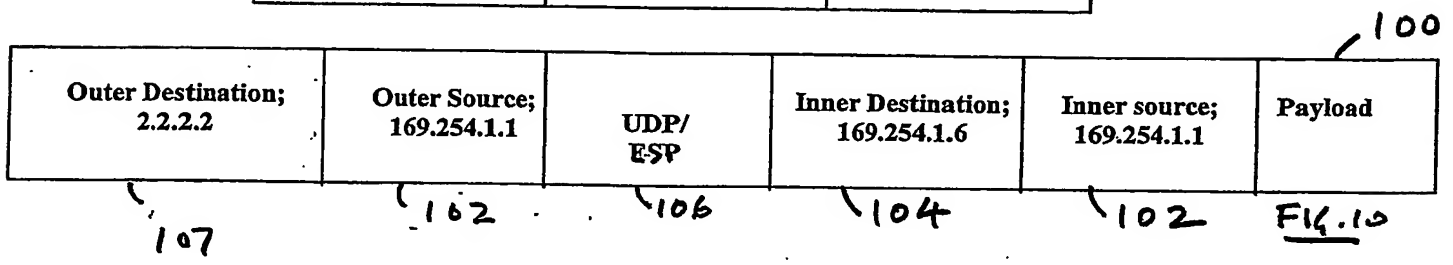 100
Outer Destination;
2.2.2.2
Outer Source;
169.254.1.1
UDP/
ESP
Inner Destination;
169.254.1.6
Inner source;
169.254.1.1
Payload
107
102
106
104
102
FIG.10